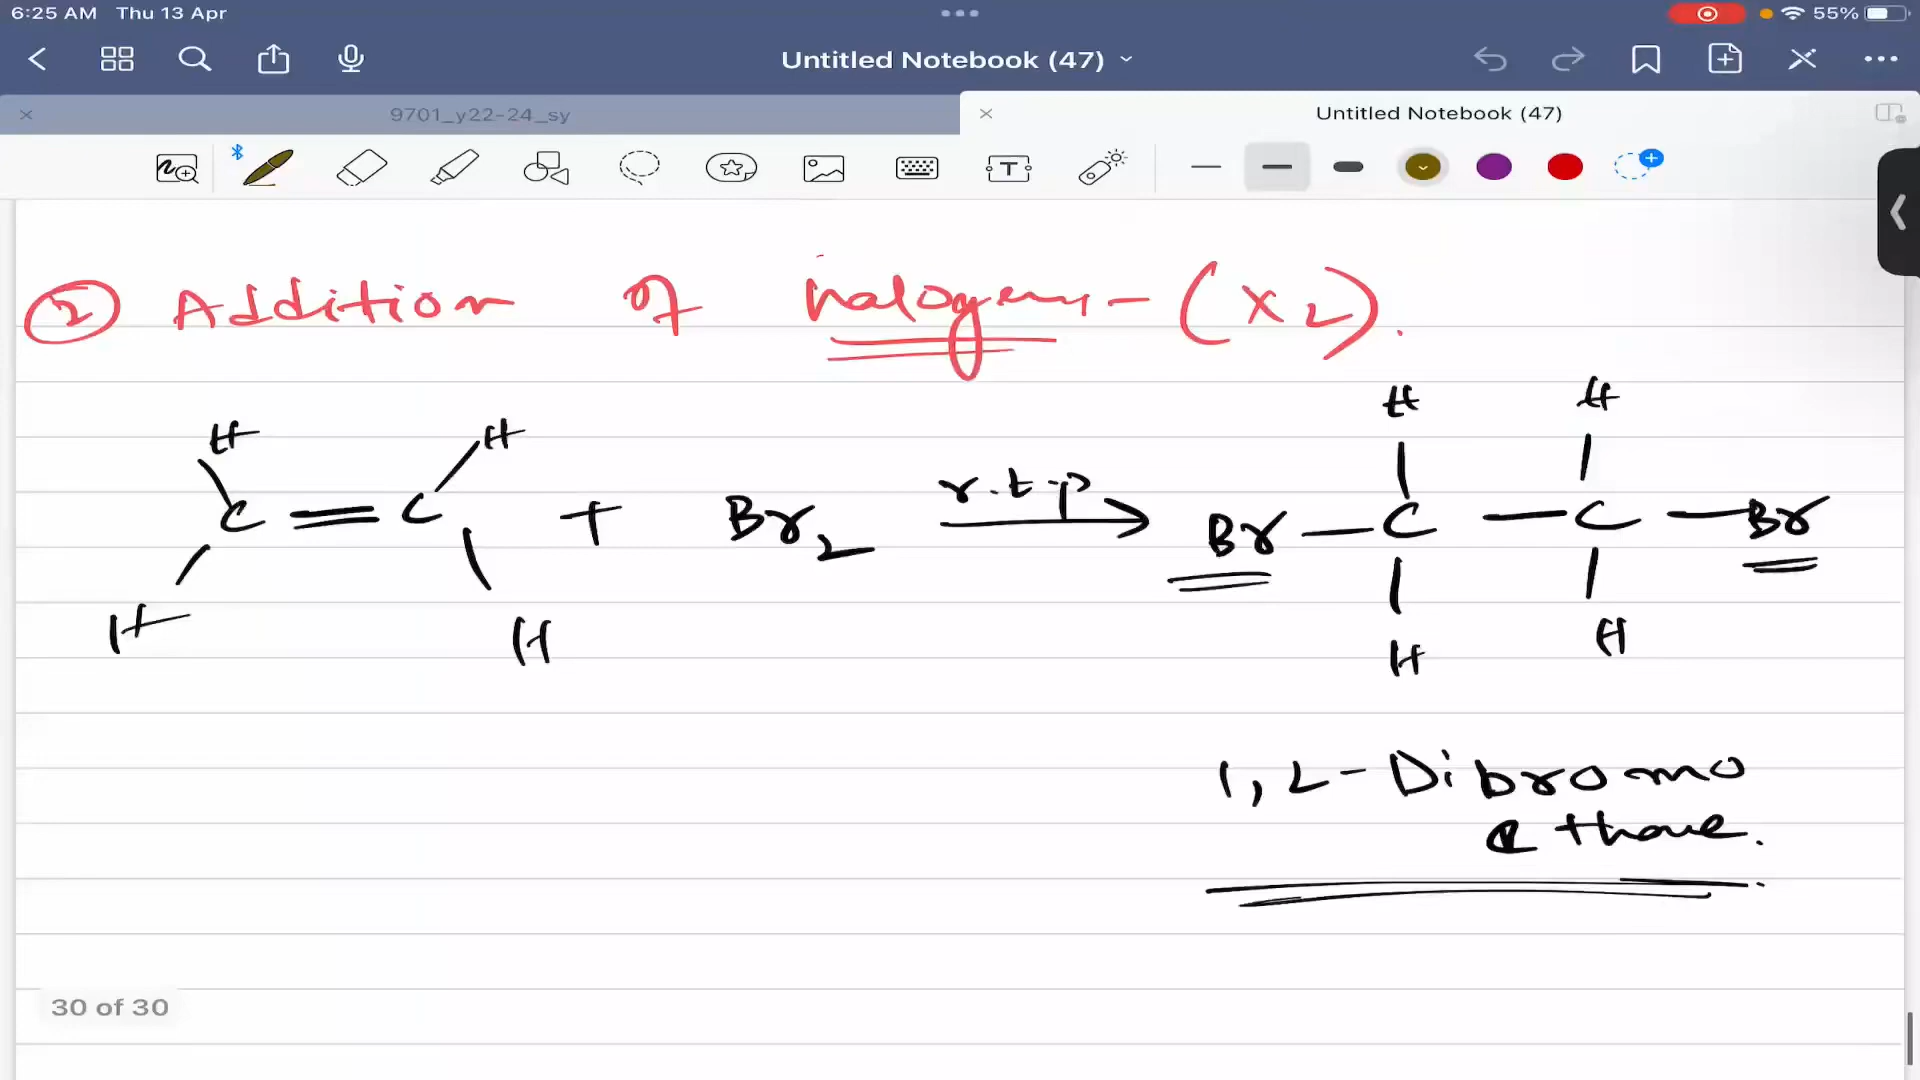 6:25 AM Thu 13 Apr
55%
Untitled Notebook (47)
9701_y22-24_sy
Untitled Notebook (47)
T
② Addition of halogens - (X2).
H H H H
C = C + Br2 r.t.p → Br - C - C - Br
H H H H
1,2-Dibromo
ethane.
30 of 30